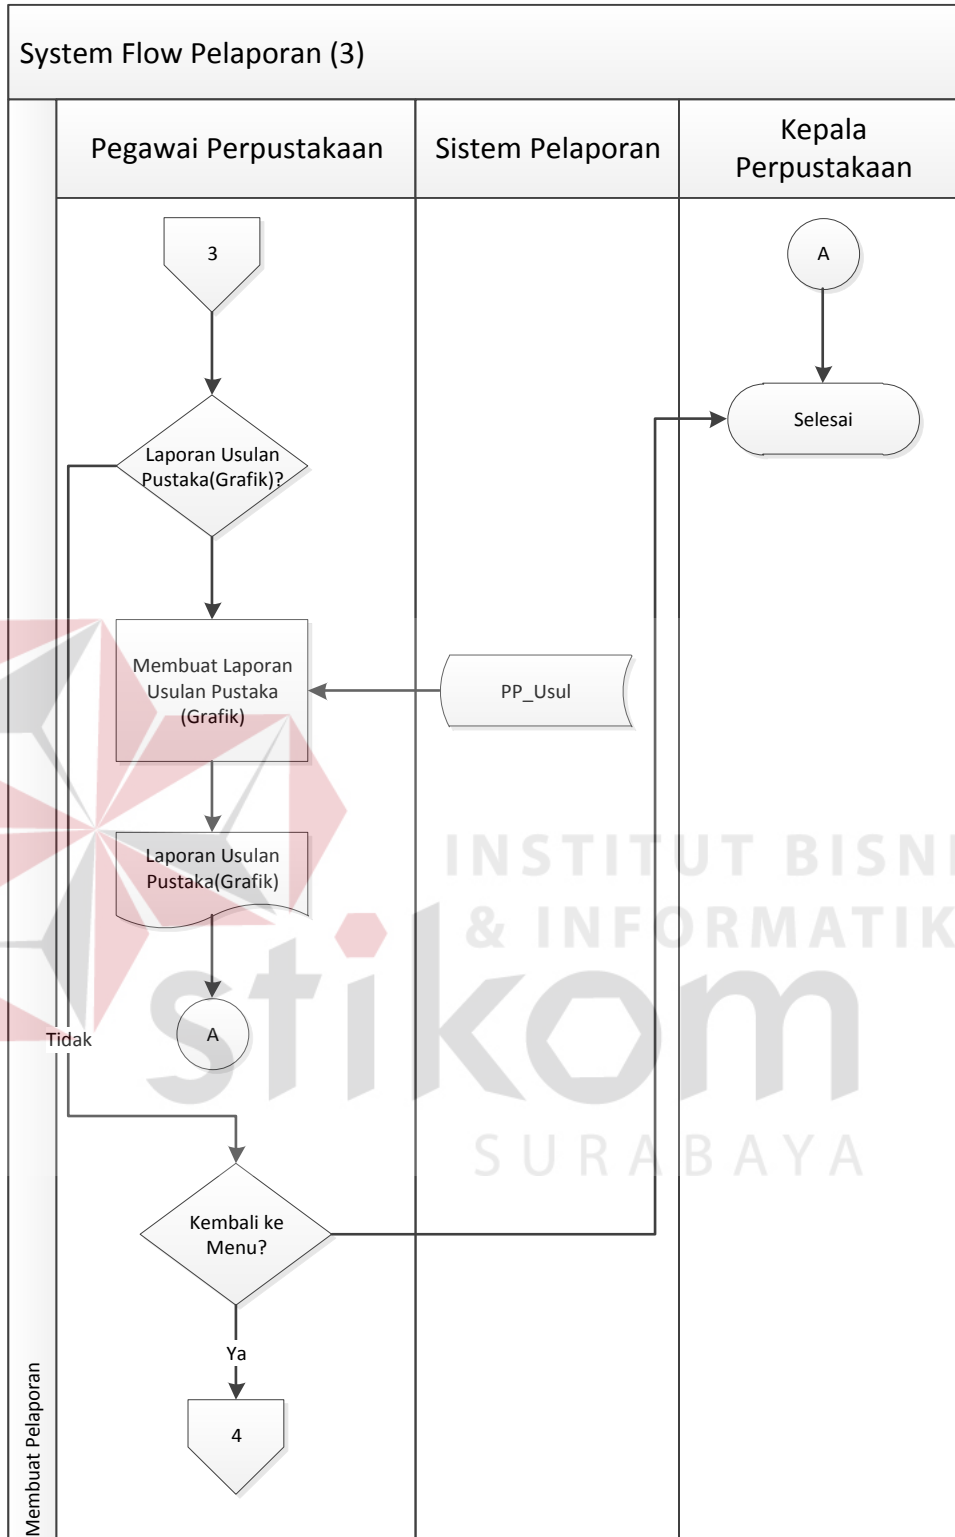 System Flow Pelaporan (3)
Pegawai Perpustakaan
Sistem Pelaporan
Kepala
Perpustakaan
3
A
Laporan Usulan
Pustaka(Grafik)?
Selesai
Membuat Laporan
Usulan Pustaka
(Grafik)
PP_Usul
Laporan Usulan
Pustaka(Grafik)
INSTITUT BISNI
& INFORMATIK
stikom
SURABAYA
A
Tidak
Kembali ke
Menu?
Ya
4
Membuat Pelaporan